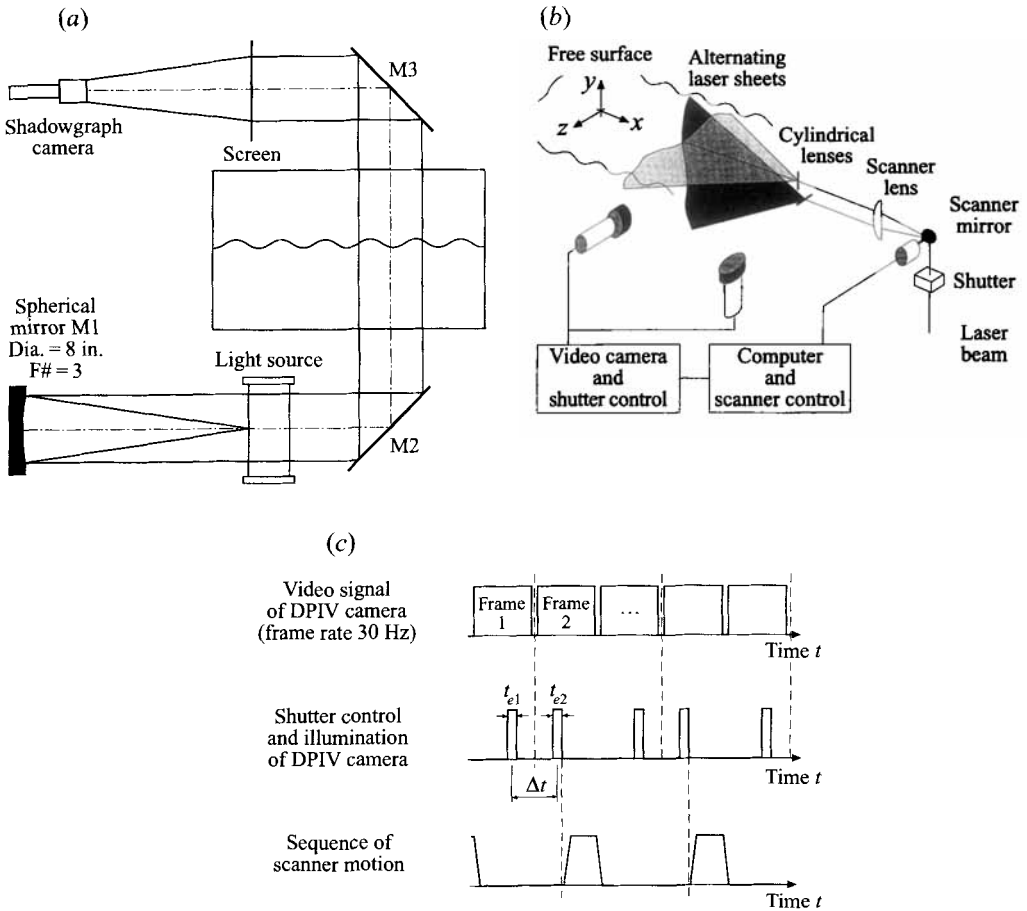 (a)
M3
Shadowgraph
camera
Screen
Spherical
mirror M1
Dia. = 8 in.
F# = 3
Light source
M2
(b)
Free surface
Alternating
laser sheets
y
z
x
Cylindrical
lenses
Scanner
lens
Scanner
mirror
Shutter
Laser
beam
Video camera
and
shutter control
Computer
and
scanner control
(c)
Video signal
of DPIV camera
(frame rate 30 Hz)
Frame
1
Frame
2
...
Time t
Shutter control
and illumination
of DPIV camera
te1
te2
Δt
Time t
Sequence of
scanner motion
Time t